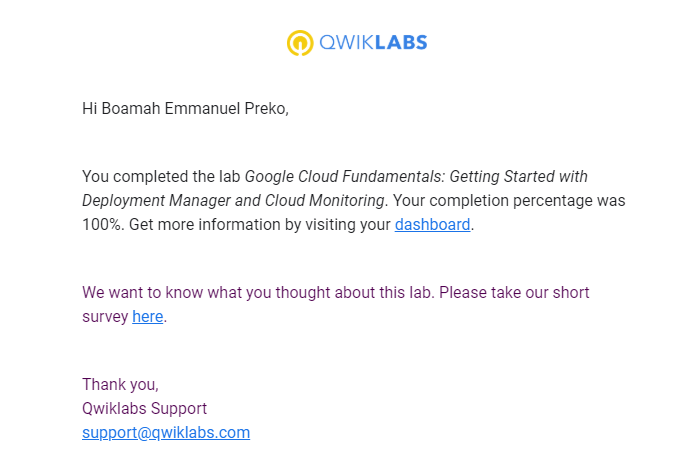 QWIKLABS
Hi Boamah Emmanuel Preko,
You completed the lab Google Cloud Fundamentals: Getting Started with
Deployment Manager and Cloud Monitoring. Your completion percentage was
100%. Get more information by visiting your dashboard.
We want to know what you thought about this lab. Please take our short
survey here.
Thank you,
Qwiklabs Support
support@qwiklabs.com